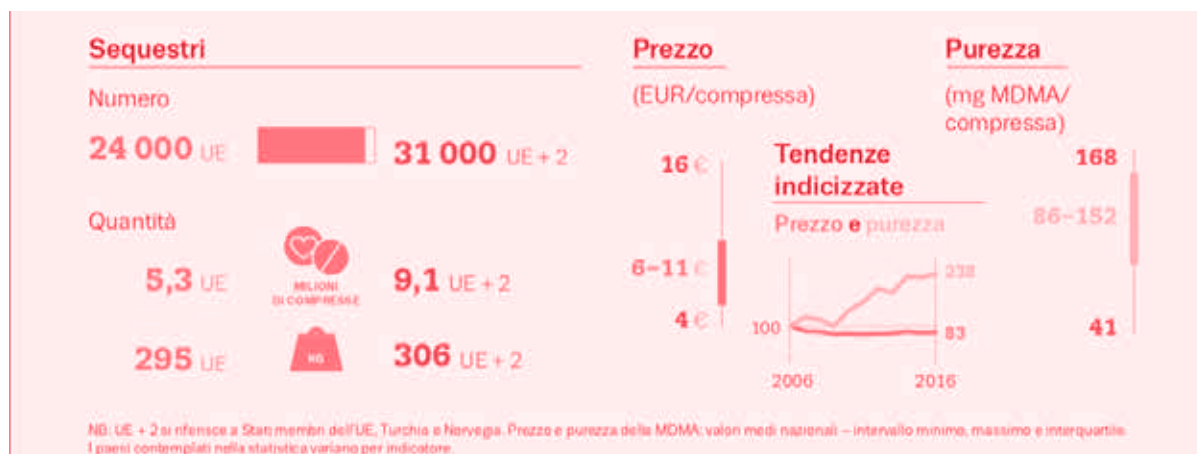 Sequestri
Numero
24 000 UE
31 000 UE + 2
Quantità
5,3 UE
MILIONI
DI COMPRESSE
9,1 UE + 2
295 UE
KG
306 UE + 2
Prezzo
(EUR/compressa)
16 €
6–11 €
4 €
Tendenze
indicizzate
Prezzo e purezza
238
100
83
2006 2016
Purezza
(mg MDMA/
compressa)
168
86–152
41
NB: UE + 2 si riferisce a Stati membri dell'UE, Turchia e Norvegia. Prezzo e purezza della MDMA: valori medi nazionali – intervallo minimo, massimo e interquartile.
I paesi contemplati nella statistica variano per indicatore.